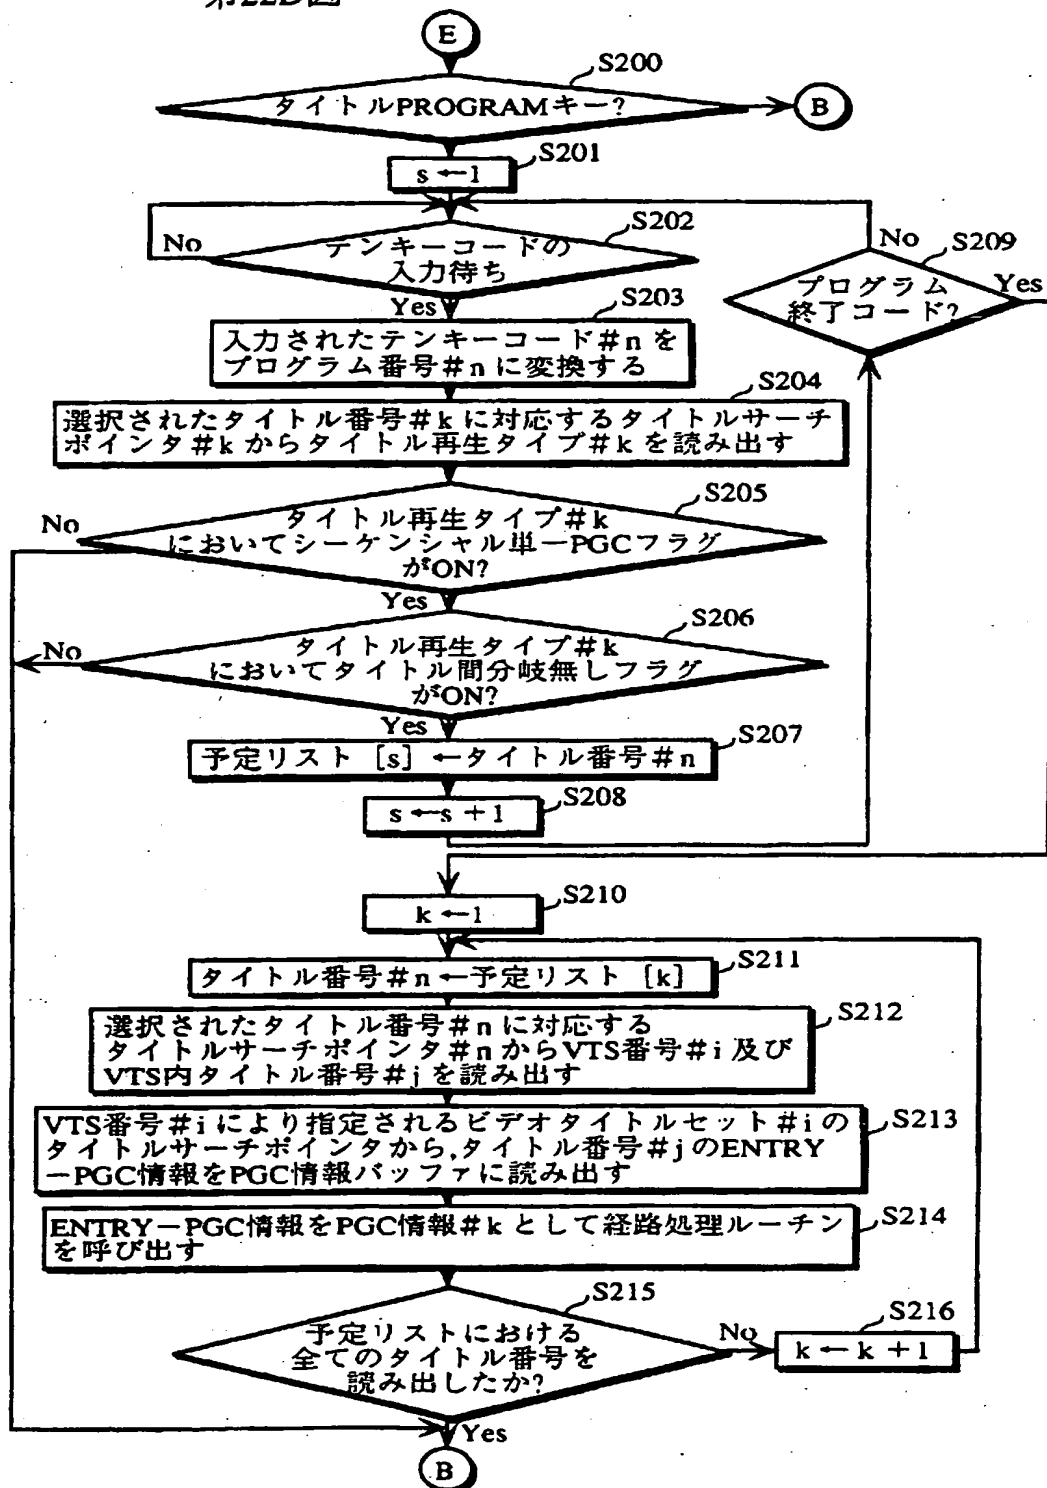 第22D図
E
S200
タイトルPROGRAMキー?
B
S201
s←1
S202
No
テンキーコードの
入力待ち
Yes
No
S209
プログラム
終了コード?
Yes
S203
入力されたテンキーコード#nを
プログラム番号#nに変換する
S204
選択されたタイトル番号#kに対応するタイトルサーチ
ポインタ#kからタイトル再生タイプ#kを読み出す
S205
No
タイトル再生タイプ#k
においてシーケンシャル単一PGCフラグ
がON?
Yes
S206
No
タイトル再生タイプ#k
においてタイトル間分岐無しフラグ
がON?
Yes
S207
予定リスト [s] ←タイトル番号#n
S208
s←s+1
S210
k←1
S211
タイトル番号#n←予定リスト [k]
S212
選択されたタイトル番号#nに対応する
タイトルサーチポインタ#nからVTS番号#i及び
VTS内タイトル番号#jを読み出す
S213
VTS番号#iにより指定されるビデオタイトルセット#iの
タイトルサーチポインタから,タイトル番号#jのENTRY
-PGC情報をPGC情報バッファに読み出す
S214
ENTRY-PGC情報をPGC情報#kとして経路処理ルーチン
を呼び出す
S215
予定リストにおける
全てのタイトル番号を
読み出したか?
No
S216
k←k+1
Yes
B